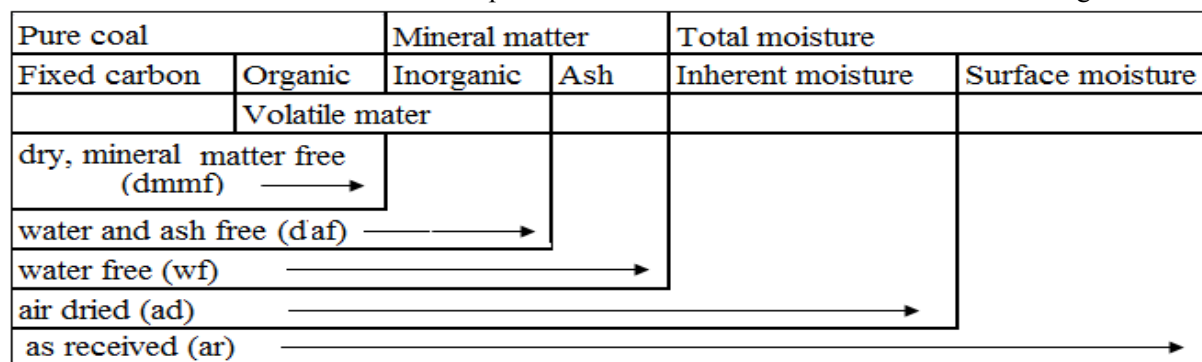 Pure coal Mineral matter Total moisture
Fixed carbon Organic Inorganic Ash Inherent moisture Surface moisture
Volatile mater
dry, mineral matter free
(dmmf)
water and ash free (daf)
water free (wf)
air dried (ad)
as received (ar)